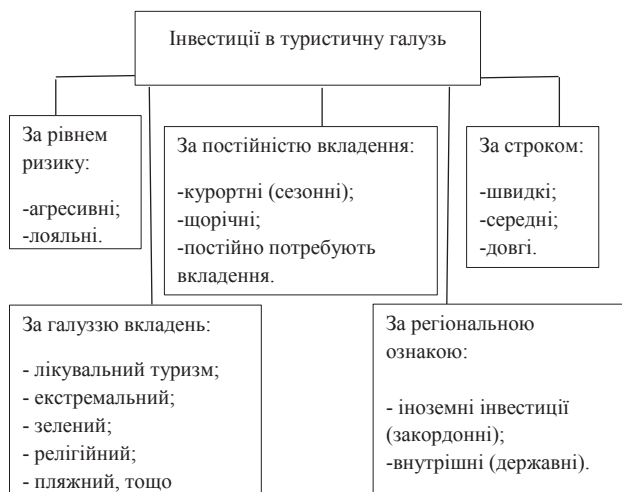 Інвестиції в туристичну галузь
За рівнем
ризику:
-агресивні;
-лояльні.
За постійністю вкладення:
-курортні (сезонні);
-щорічні;
-постійно потребують
вкладення.
За строком:
-швидкі;
-середні;
-довгі.
За галуззю вкладень:
- лікувальний туризм;
- екстремальний;
- зелений;
- релігійний;
- пляжний, тощо
За регіональною
ознакою:
- іноземні інвестиції
(закордонні);
-внутрішні (державні).